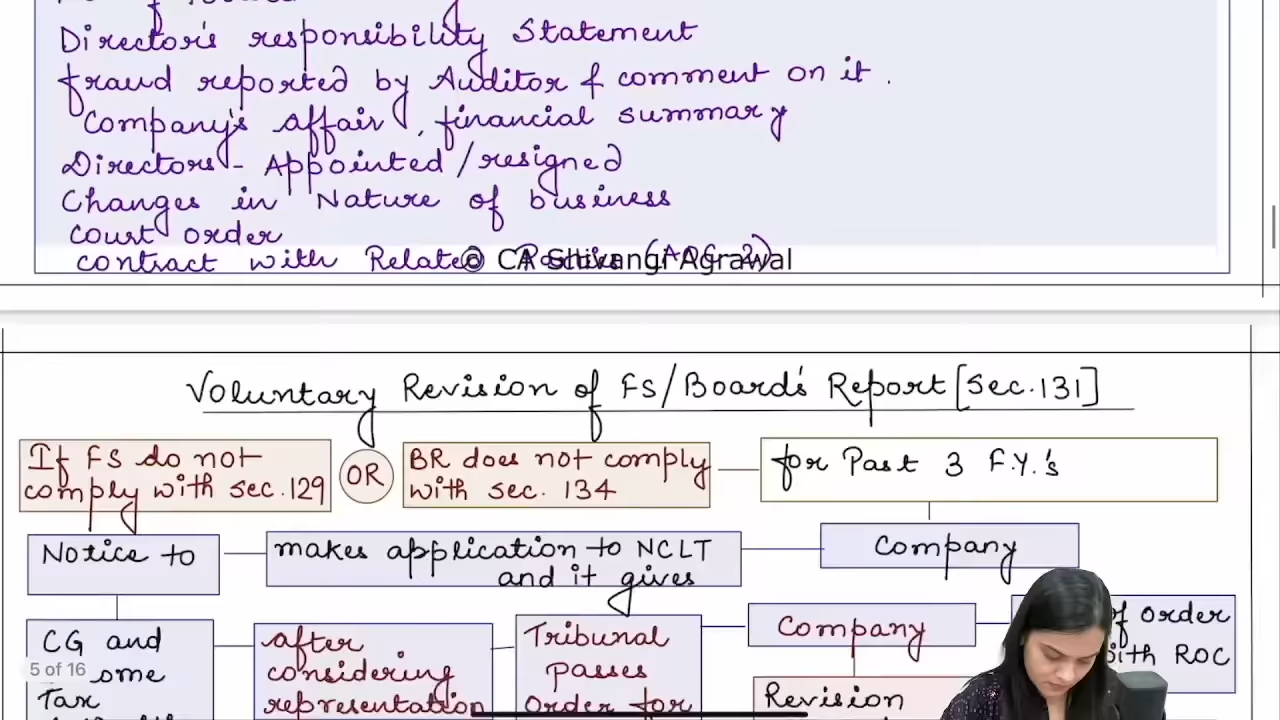 Director's responsibility Statement
fraud reported by Auditor & comment on it.
Company's affair, financial summary
Directors - Appointed/resigned
Changes in Nature of business
Court order
contract with Related Parties (AOC-2)
© CA Shivangi Agrawal
Voluntary Revision of FS/Board's Report [Sec.131]
If FS do not
comply with sec.129
OR
BR does not comply
with sec. 134
for Past 3 F.Y.'s
Notice to
makes application to NCLT
and it gives
Company
CG and
ome
Tax
after
considering
representation
Tribunal
passes
Order for
Company
Revision
of order
with ROC
5 of 16